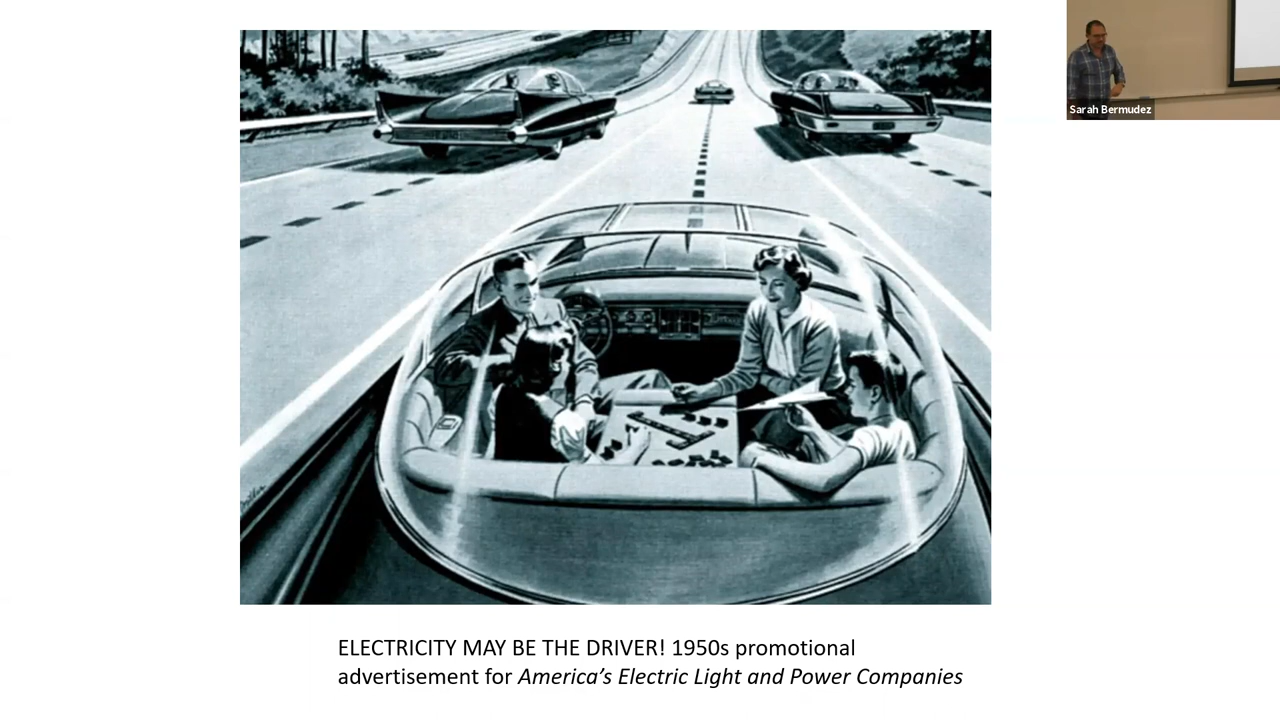 Sarah Bermudez
ELECTRICITY MAY BE THE DRIVER! 1950s promotional
advertisement for America’s Electric Light and Power Companies